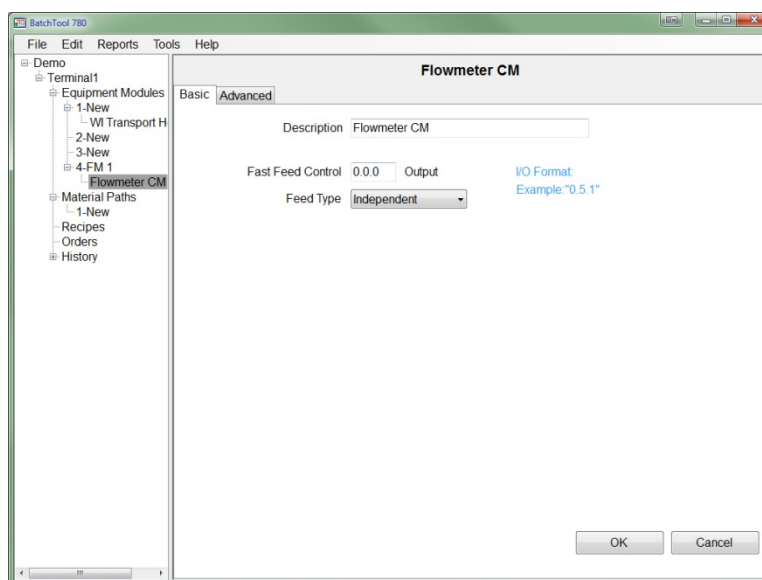 BatchTool 780
File Edit Reports Tools Help
Demo
Terminal1
Equipment Modules
1-New
WI Transport H
2-New
3-New
4-FM 1
Flowmeter CM
Material Paths
1-New
Recipes
Orders
History
Flowmeter CM
Basic Advanced
Description Flowmeter CM
Fast Feed Control 0.0.0 Output I/O Format:
Example:"0.5.1"
Feed Type Independent
OK Cancel